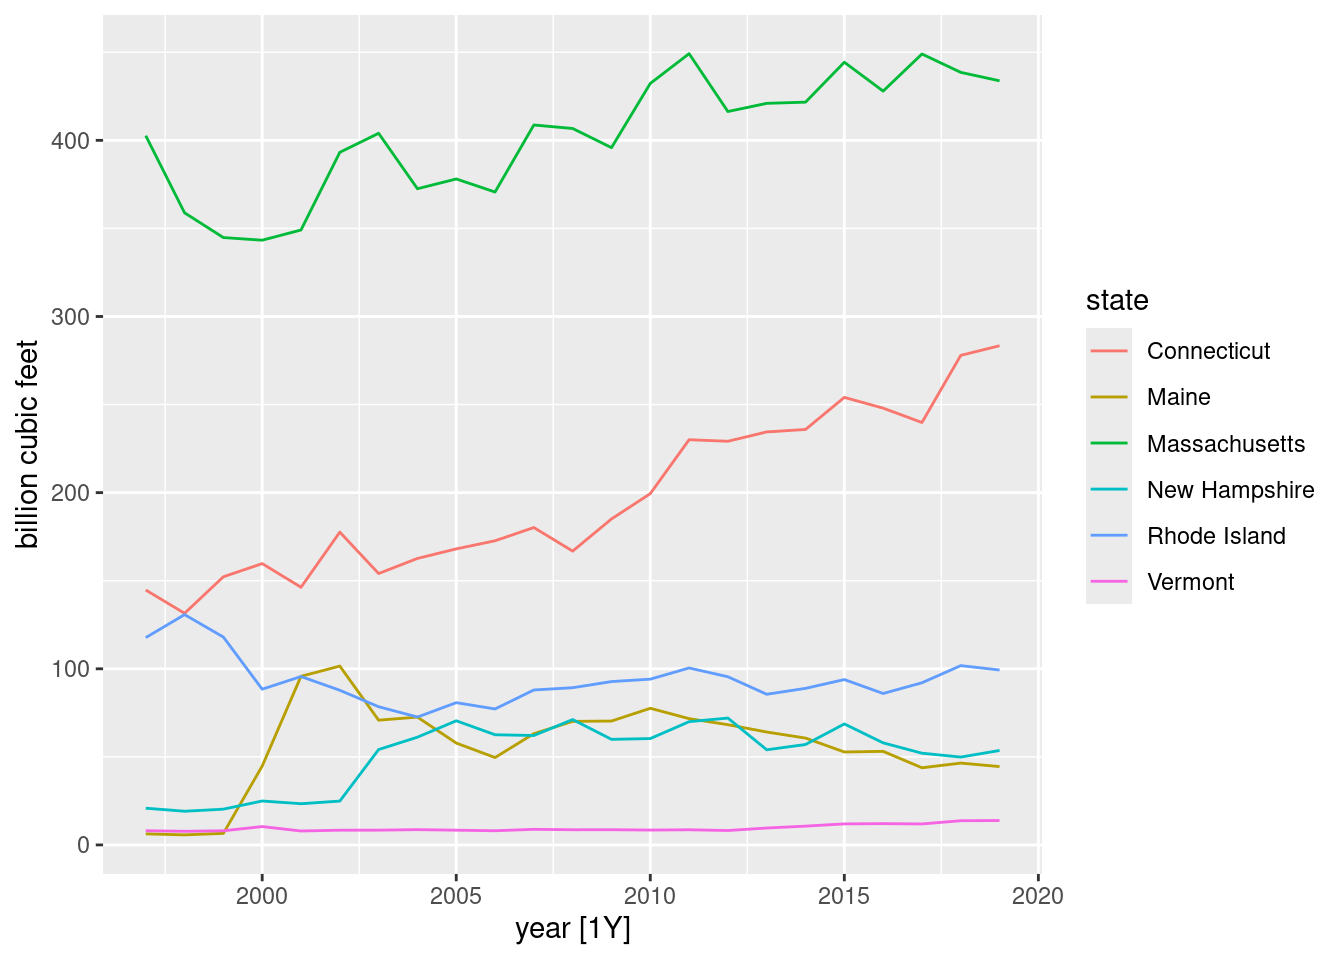 400
300
200
100
0
billion cubic feet
2000 2005 2010 2015 2020
year [1Y]
state
Connecticut
Maine
Massachusetts
New Hampshire
Rhode Island
Vermont